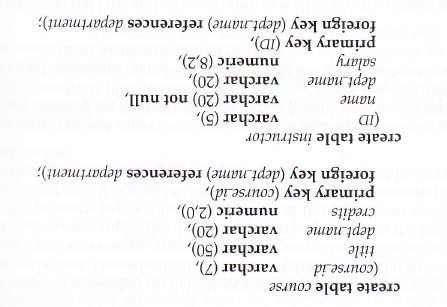 create table course
(course_id varchar (7),
title varchar (50),
dept_name varchar (20),
credits numeric (2,0),
primary key (course_id),
foreign key (dept_name) references department);
create table instructor
(ID varchar (5),
name varchar (20) not null,
dept_name varchar (20),
salary numeric (8,2),
primary key (ID),
foreign key (dept_name) references department);